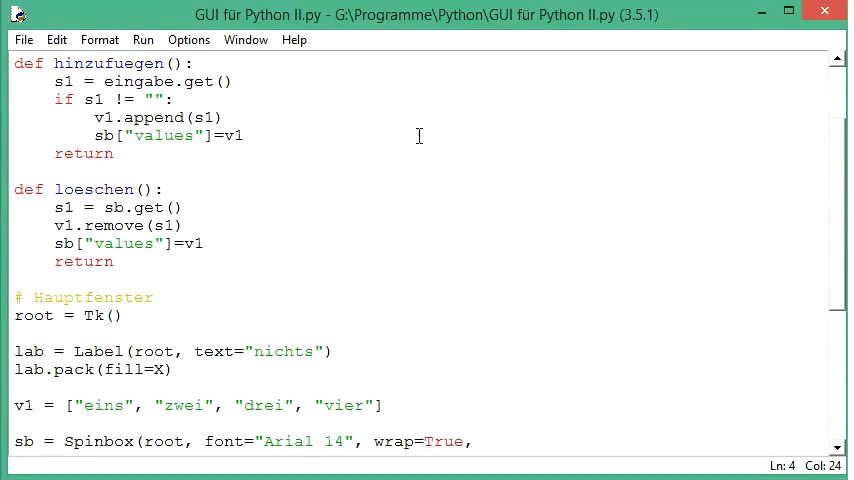 GUI für Python II.py - G:\Programme\Python\GUI für Python II.py (3.5.1)
File Edit Format Run Options Window Help
def hinzufuegen():
    s1 = eingabe.get()
    if s1 != "":
        v1.append(s1)
        sb["values"]=v1
    return

def loeschen():
    s1 = sb.get()
    v1.remove(s1)
    sb["values"]=v1
    return

# Hauptfenster
root = Tk()

lab = Label(root, text="nichts")
lab.pack(fill=X)

v1 = ["eins", "zwei", "drei", "vier"]

sb = Spinbox(root, font="Arial 14", wrap=True,
Ln: 4 Col: 24